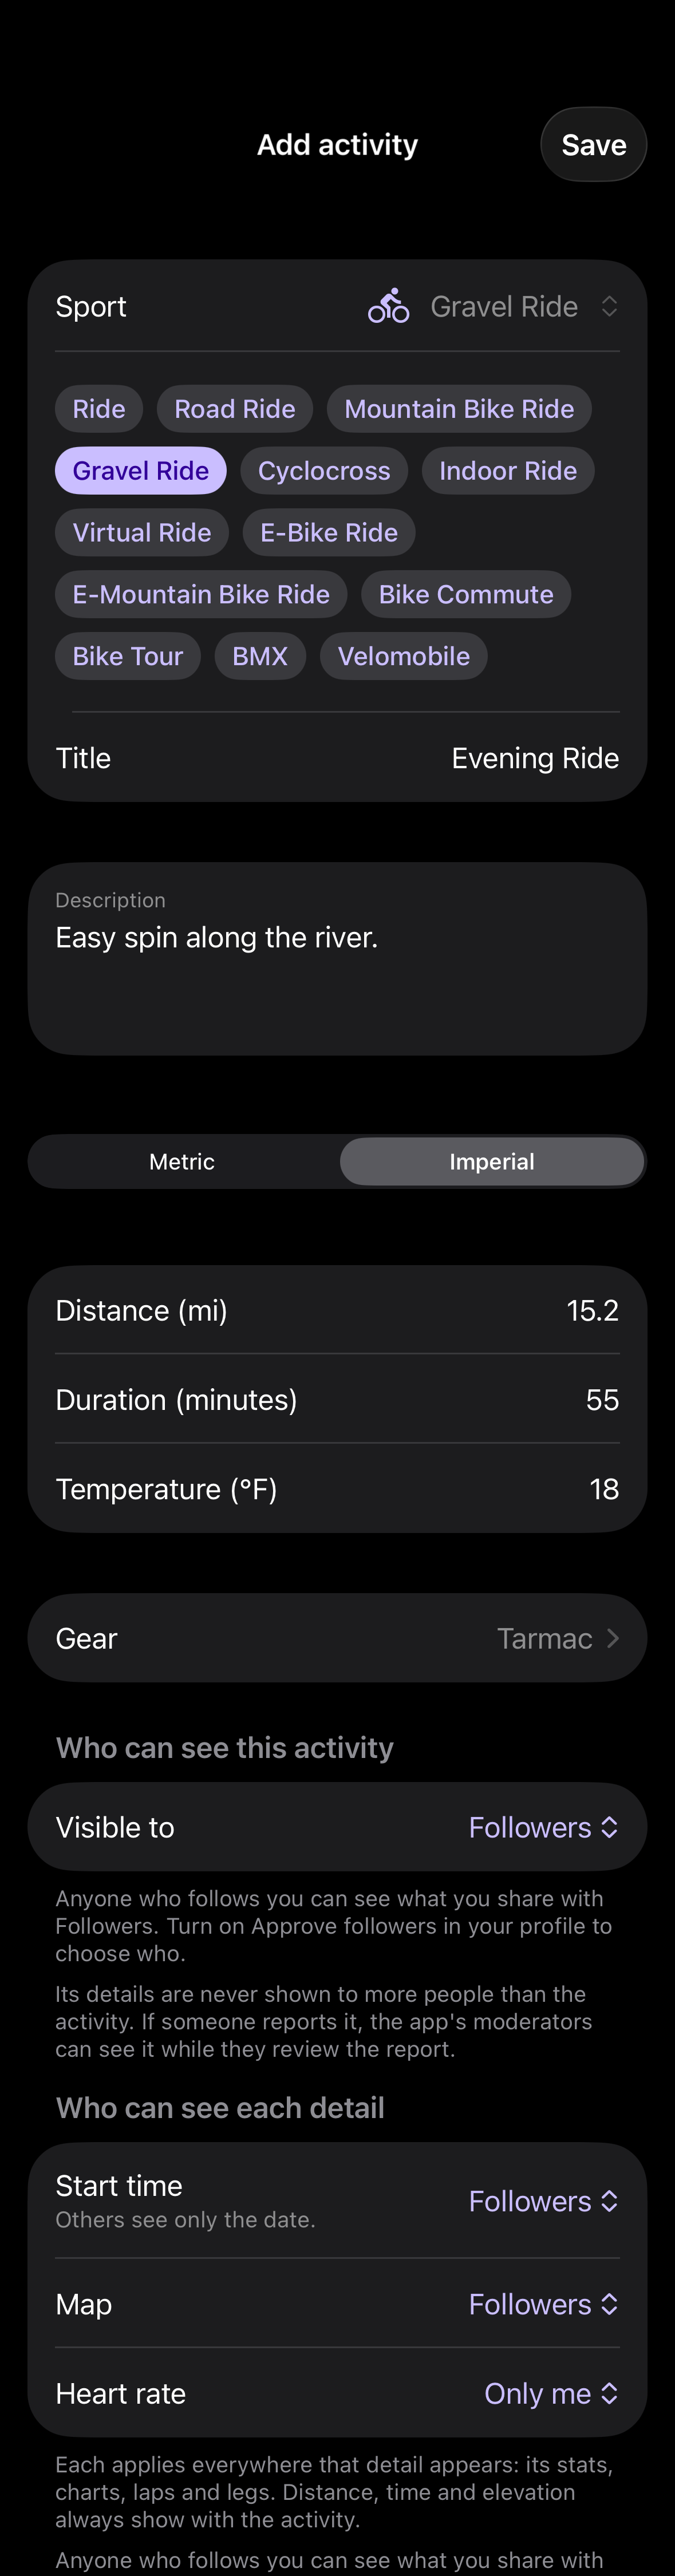 Add activity
Save
Sport
Gravel Ride
Ride
Road Ride
Mountain Bike Ride
Gravel Ride
Cyclocross
Indoor Ride
Virtual Ride
E-Bike Ride
E-Mountain Bike Ride
Bike Commute
Bike Tour
BMX
Velomobile
Title
Evening Ride
Description
Easy spin along the river.
Metric
Imperial
Distance (mi)
15.2
Duration (minutes)
55
Temperature (°F)
18
Gear
Tarmac
Who can see this activity
Visible to
Followers
Anyone who follows you can see what you share with
Followers. Turn on Approve followers in your profile to
choose who.
Its details are never shown to more people than the
activity. If someone reports it, the app's moderators
can see it while they review the report.
Who can see each detail
Start time
Others see only the date.
Followers
Map
Followers
Heart rate
Only me
Each applies everywhere that detail appears: its stats,
charts, laps and legs. Distance, time and elevation
always show with the activity.
Anyone who follows you can see what you share with